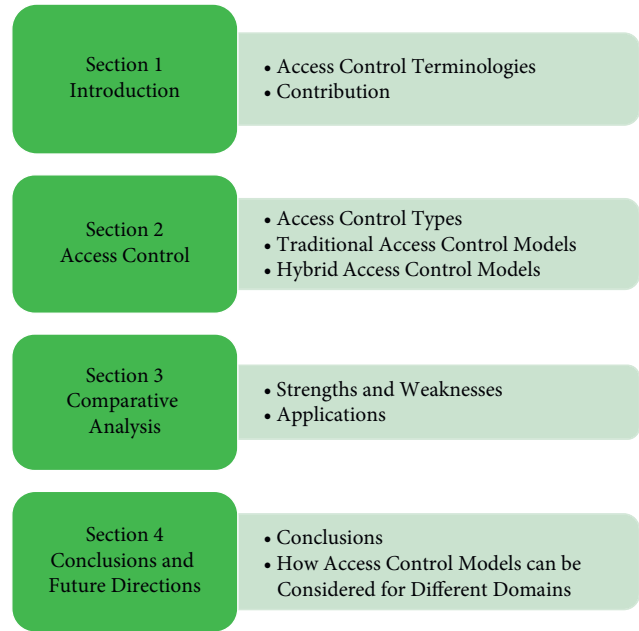 Section 1
Introduction
• Access Control Terminologies
• Contribution
Section 2
Access Control
• Access Control Types
• Traditional Access Control Models
• Hybrid Access Control Models
Section 3
Comparative
Analysis
• Strengths and Weaknesses
• Applications
Section 4
Conclusions and
Future Directions
• Conclusions
• How Access Control Models can be
Considered for Different Domains